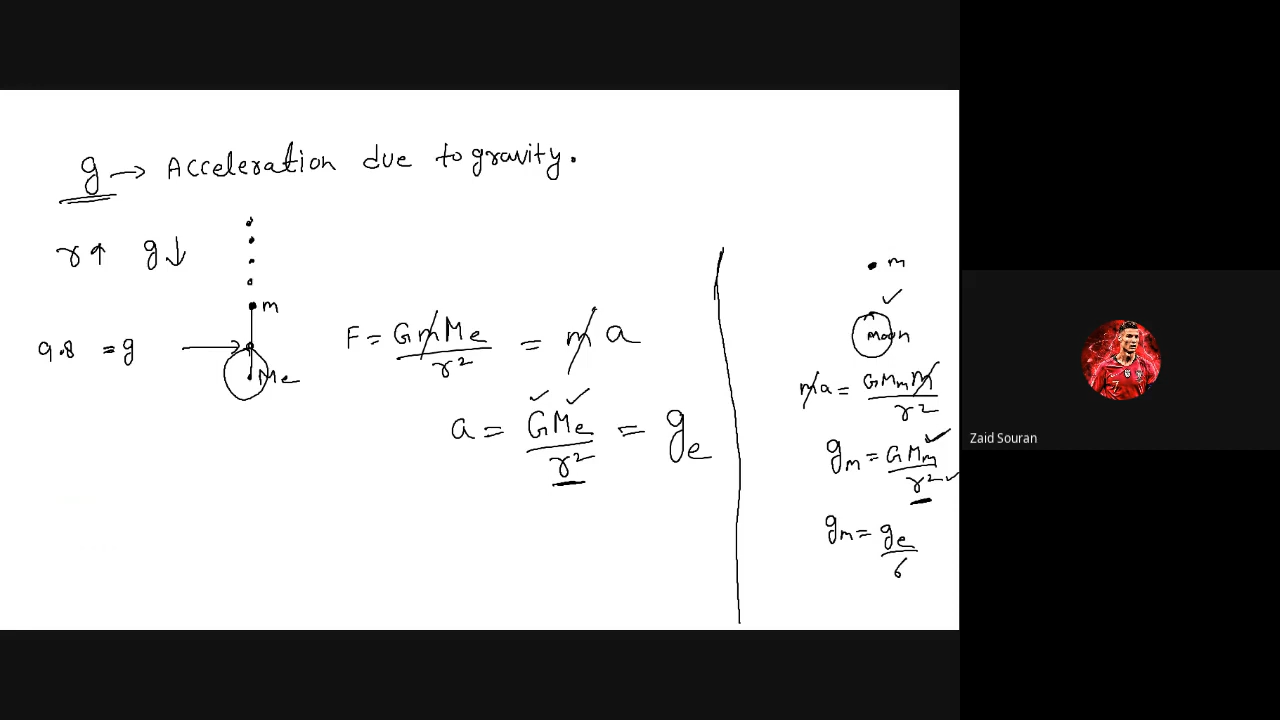 g → Acceleration due to gravity.
r↑ g↓
m
9.8 = g
Me
F = GmMe/r² = ma
a = GMe/r² = ge
m
moon
ma = GMmm/r²
gm = GMm/r²
gm = ge/6
Zaid Souran
7